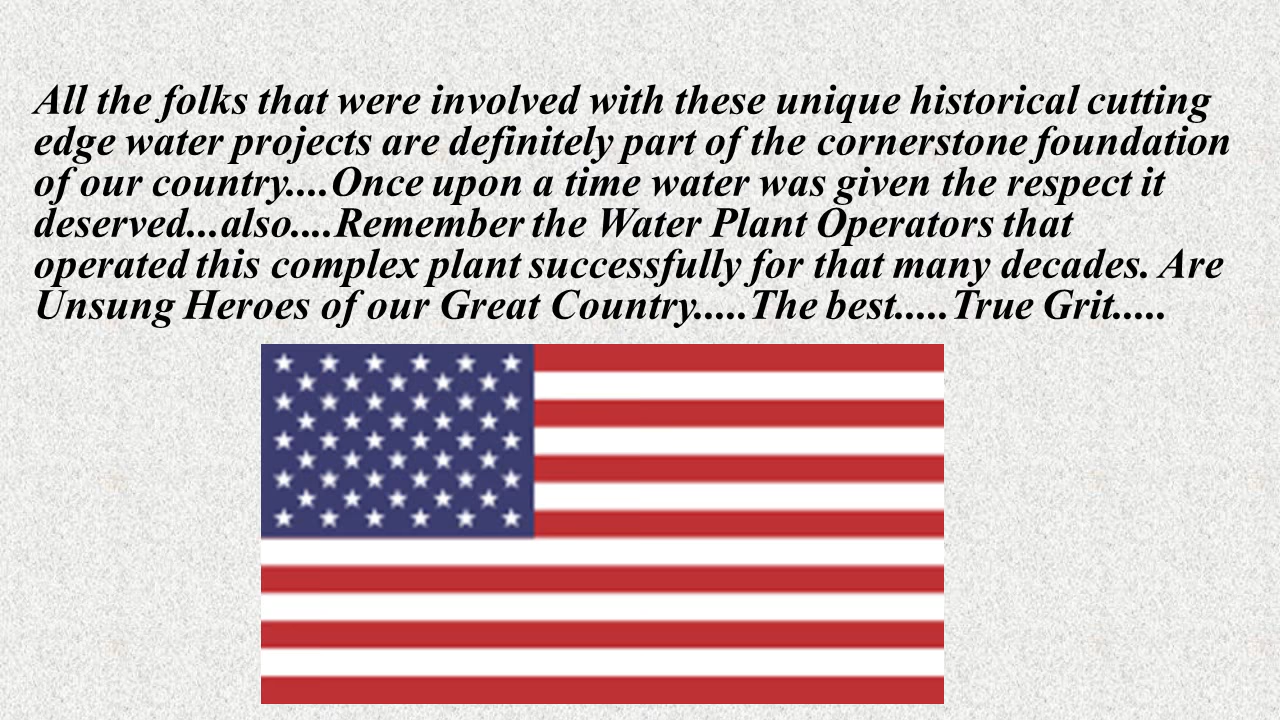 All the folks that were involved with these unique historical cutting
edge water projects are definitely part of the cornerstone foundation
of our country....Once upon a time water was given the respect it
deserved...also....Remember the Water Plant Operators that
operated this complex plant successfully for that many decades. Are
Unsung Heroes of our Great Country.....The best.....True Grit.....